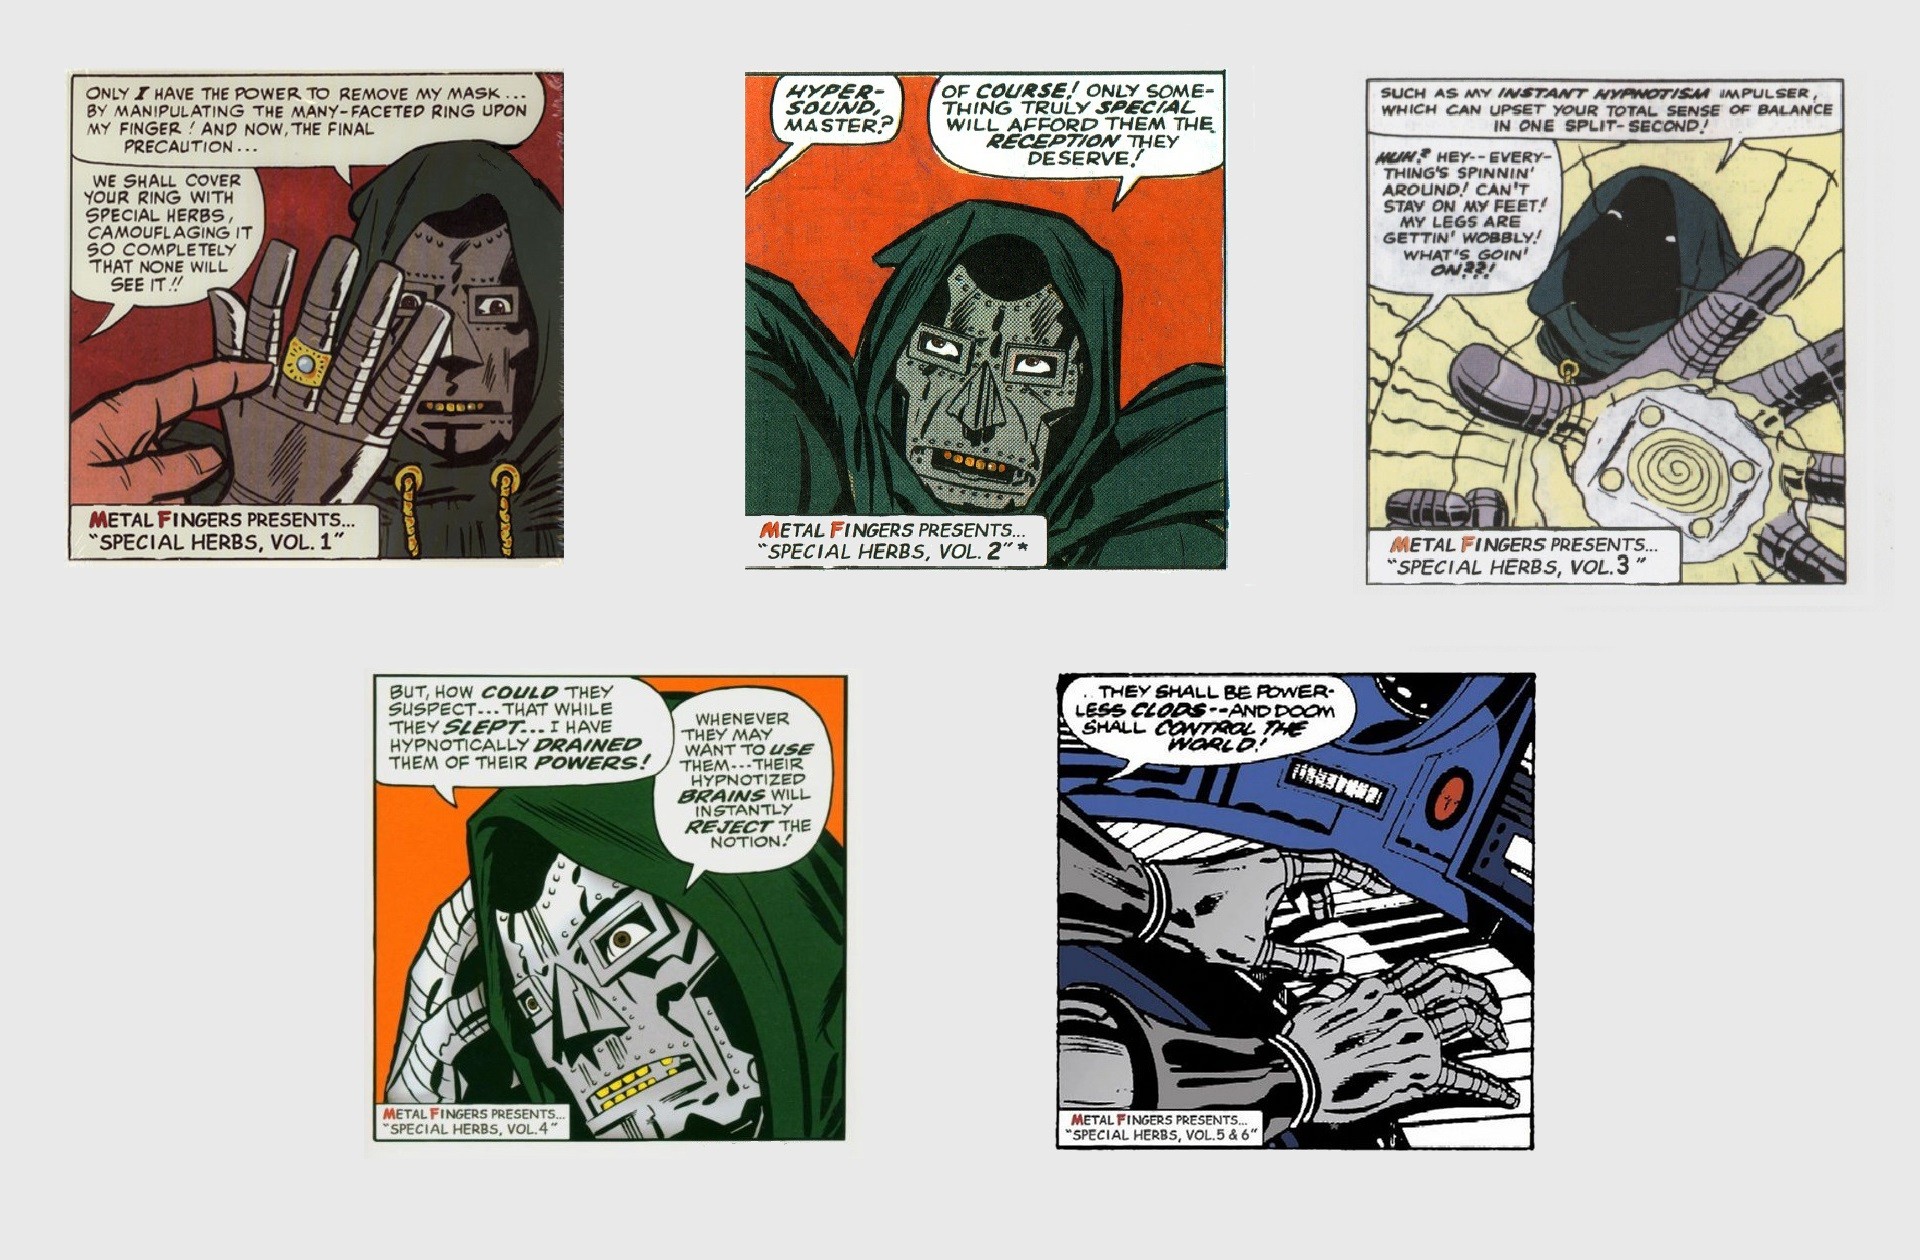 ONLY I HAVE THE POWER TO REMOVE MY MASK...
BY MANIPULATING THE MANY-FACETED RING UPON
MY FINGER! AND NOW, THE FINAL
PRECAUTION...
WE SHALL COVER
YOUR RING WITH
SPECIAL HERBS,
CAMOUFLAGING IT
SO COMPLETELY
THAT NONE WILL
SEE IT!!
METAL FINGERS PRESENTS...
"SPECIAL HERBS, VOL. 1"
HYPER-
SOUND,
MASTER?
OF COURSE! ONLY SOME-
THING TRULY SPECIAL
WILL AFFORD THEM THE
RECEPTION THEY
DESERVE!
METAL FINGERS PRESENTS...
"SPECIAL HERBS, VOL. 2" *
SUCH AS MY INSTANT HYPNOTISM IMPULSER,
WHICH CAN UPSET YOUR TOTAL SENSE OF BALANCE
IN ONE SPLIT-SECOND!
HUH? HEY--EVERY-
THING'S SPINNIN'
AROUND! CAN'T
STAY ON MY FEET!
MY LEGS ARE
GETTIN' WOBBLY!
WHAT'S GOIN'
ON??!
METAL FINGERS PRESENTS...
"SPECIAL HERBS, VOL. 3"
BUT, HOW COULD THEY
SUSPECT...THAT WHILE
THEY SLEPT...I HAVE
HYPNOTICALLY DRAINED
THEM OF THEIR POWERS!
WHENEVER
THEY MAY
WANT TO USE
THEM---THEIR
HYPNOTIZED
BRAINS WILL
INSTANTLY
REJECT THE
NOTION!
METAL FINGERS PRESENTS...
"SPECIAL HERBS, VOL.4"
..THEY SHALL BE POWER-
LESS CLODS--AND DOOM
SHALL CONTROL THE
WORLD!
METAL FINGERS PRESENTS...
"SPECIAL HERBS, VOL.5 & 6"